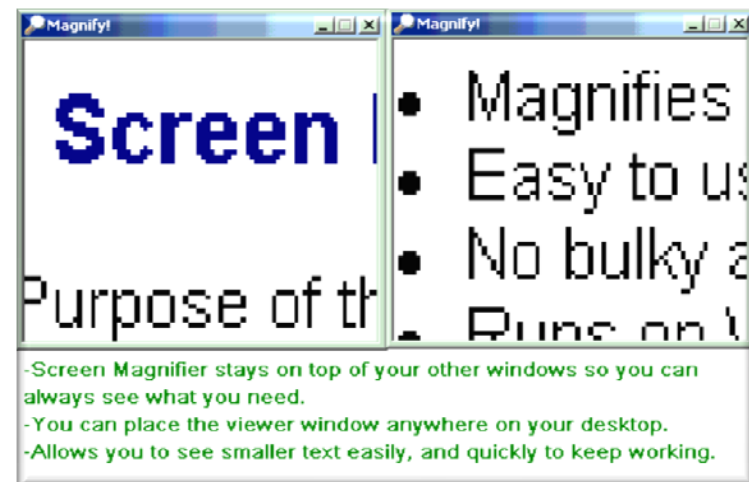 Magnify!
Screen
Purpose of th
Magnify!
• Magnifies
• Easy to us
• No bulky a
• Runs on
-Screen Magnifier stays on top of your other windows so you can
always see what you need.
-You can place the viewer window anywhere on your desktop.
-Allows you to see smaller text easily, and quickly to keep working.